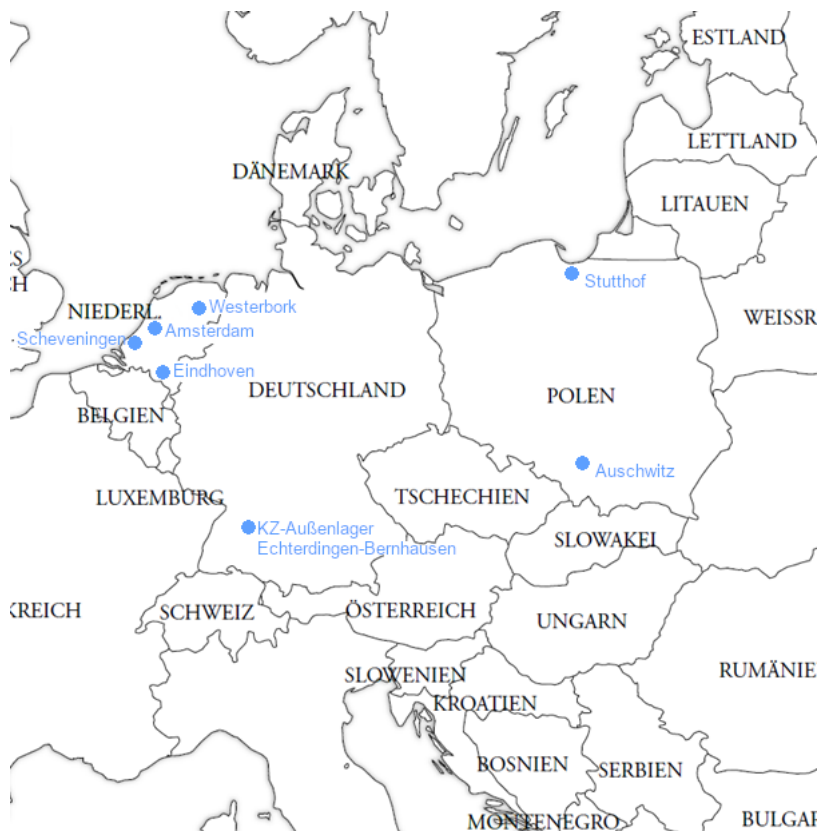 ESTLAND
LETTLAND
DÄNEMARK
LITAUEN
S
H
Stutthof
NIEDERL.
Westerbork
WEISSR
Amsterdam
Scheveningen
Eindhoven
DEUTSCHLAND
POLEN
BELGIEN
Auschwitz
LUXEMBURG
TSCHECHIEN
KZ-Außenlager
Echterdingen-Bernhausen
SLOWAKEI
KREICH
SCHWEIZ
ÖSTERREICH
UNGARN
SLOWENIEN
RUMÄNIE
KROATIEN
BOSNIEN
SERBIEN
MONTENEGRO
BULGAR